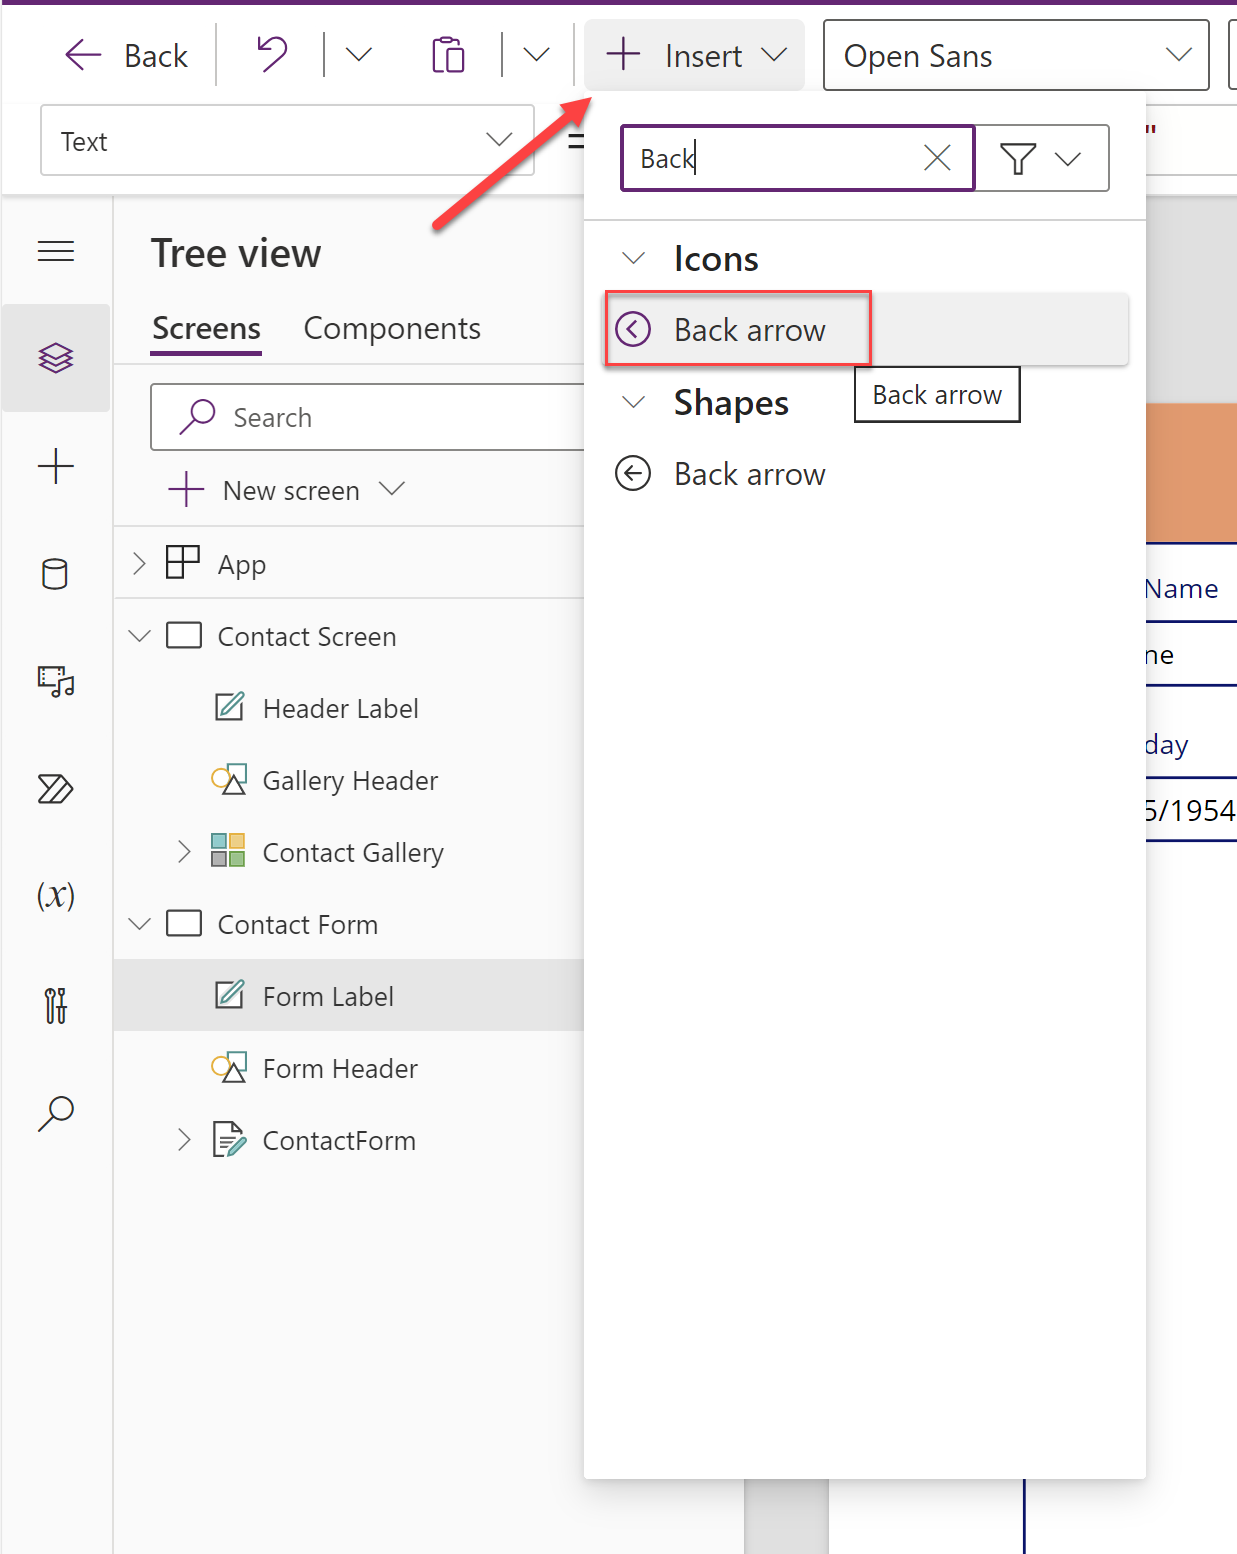 Back
Insert
Open Sans
Text
=
"
Back
Tree view
Screens
Components
Search
New screen
App
Contact Screen
Header Label
Gallery Header
Contact Gallery
Contact Form
Form Label
Form Header
ContactForm
(x)
Icons
Back arrow
Back arrow
Shapes
Back arrow
Name
ne
day
5/1954